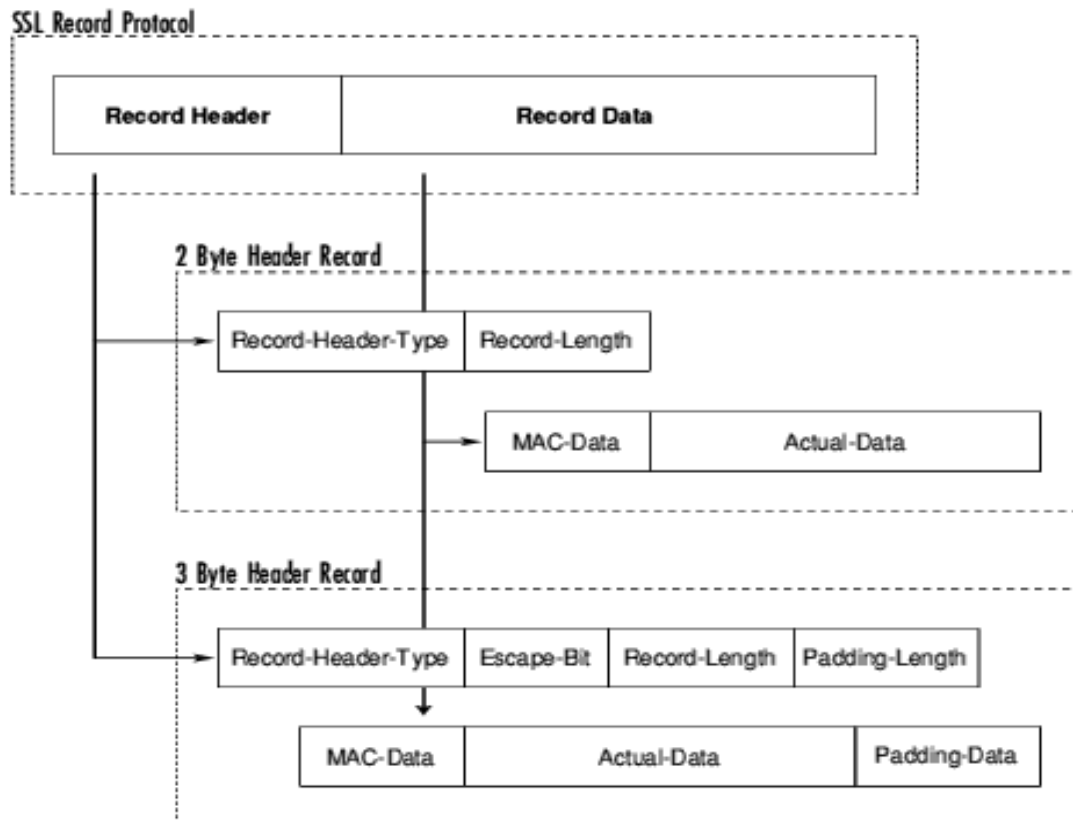 SSL Record Protocol
Record Header Record Data
2 Byte Header Record
Record-Header-Type Record-Length
MAC-Data Actual-Data
3 Byte Header Record
Record-Header-Type Escape-Bit Record-Length Padding-Length
MAC-Data Actual-Data Padding-Data